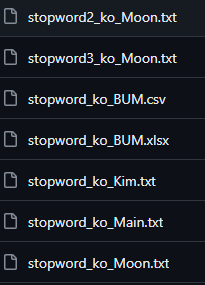 stopword2_ko_Moon.txt
stopword3_ko_Moon.txt
stopword_ko_BUM.csv
stopword_ko_BUM.xlsx
stopword_ko_Kim.txt
stopword_ko_Main.txt
stopword_ko_Moon.txt